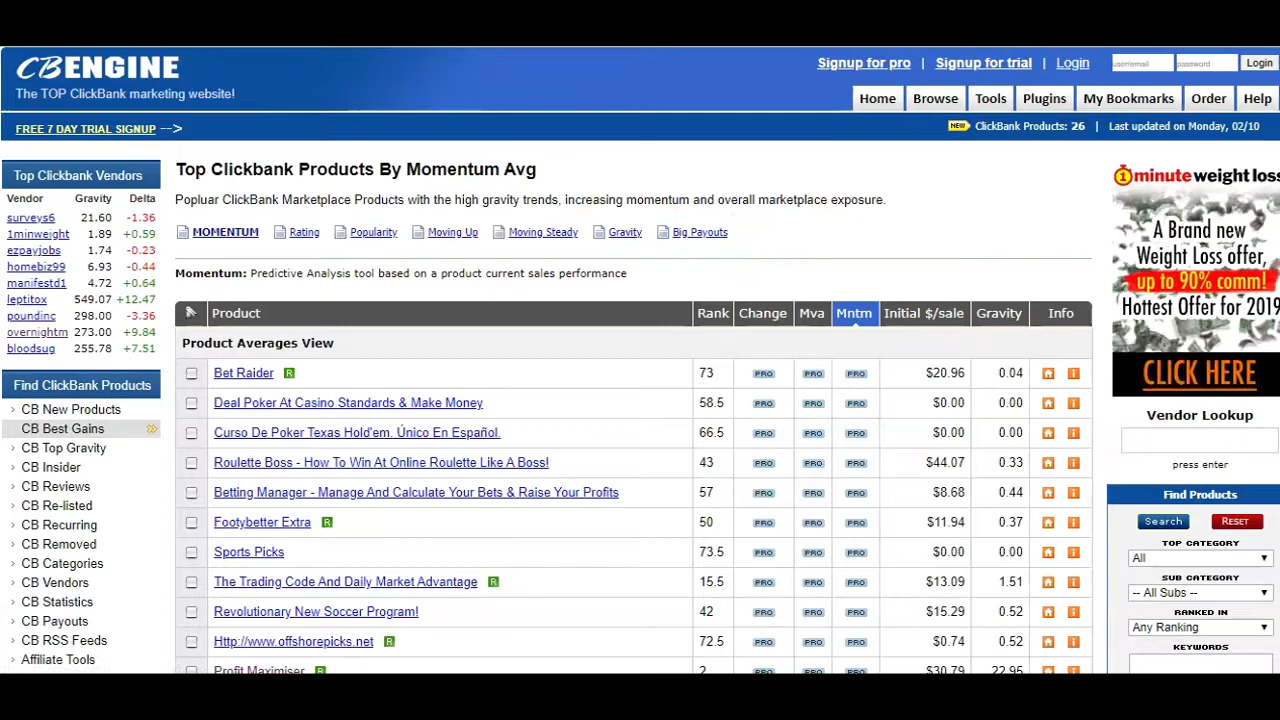 CBENGINE
The TOP ClickBank marketing website!
Signup for pro | Signup for trial | Login
user/email password Login
Home Browse Tools Plugins My Bookmarks Order Help
FREE 7 DAY TRIAL SIGNUP -->
NEW ClickBank Products: 26 | Last updated on Monday, 02/10
Top Clickbank Vendors
Vendor Gravity Delta
surveys6 21.60 -1.36
1minweight 1.89 +0.59
ezpayjobs 1.74 -0.23
homebiz99 6.93 -0.44
manifestd1 4.72 +0.64
leptitox 549.07 +12.47
poundcure 298.00 -3.36
overnightm 273.00 +9.84
bloodsug 255.78 +7.51
Find ClickBank Products
CB New Products
CB Best Gains
CB Top Gravity
CB Insider
CB Reviews
CB Re-listed
CB Recurring
CB Removed
CB Categories
CB Vendors
CB Statistics
CB Payouts
CB RSS Feeds
Affiliate Tools
Top Clickbank Products By Momentum Avg
Popluar ClickBank Marketplace Products with the high gravity trends, increasing momentum and overall marketplace exposure.
MOMENTUM Rating Popularity Moving Up Moving Steady Gravity Big Payouts
Momentum: Predictive Analysis tool based on a product current sales performance
Product Rank Change Mva Mntm Initial $/sale Gravity Info
Product Averages View
Bet Raider R 73 PRO PRO PRO $20.96 0.04
Deal Poker At Casino Standards & Make Money 58.5 PRO PRO PRO $0.00 0.00
Curso De Poker Texas Hold'em. Único En Español. 66.5 PRO PRO PRO $0.00 0.00
Roulette Boss - How To Win At Online Roulette Like A Boss! 43 PRO PRO PRO $44.07 0.33
Betting Manager - Manage And Calculate Your Bets & Raise Your Profits 57 PRO PRO PRO $8.68 0.44
Footybetter Extra R 50 PRO PRO PRO $11.94 0.37
Sports Picks 73.5 PRO PRO PRO $0.00 0.00
The Trading Code And Daily Market Advantage R 15.5 PRO PRO PRO $13.09 1.51
Revolutionary New Soccer Program! 42 PRO PRO PRO $15.29 0.52
Http://www.offshorepicks.net R 72.5 PRO PRO PRO $0.74 0.52
Profit Maximiser R 2 PRO PRO PRO $30.79 22.95
1 minute weight loss
A Brand new
Weight Loss offer,
up to 90% comm!
Hottest Offer for 2019
CLICK HERE
Vendor Lookup
press enter
Find Products
Search RESET
TOP CATEGORY
All
SUB CATEGORY
-- All Subs --
RANKED IN
Any Ranking
KEYWORDS